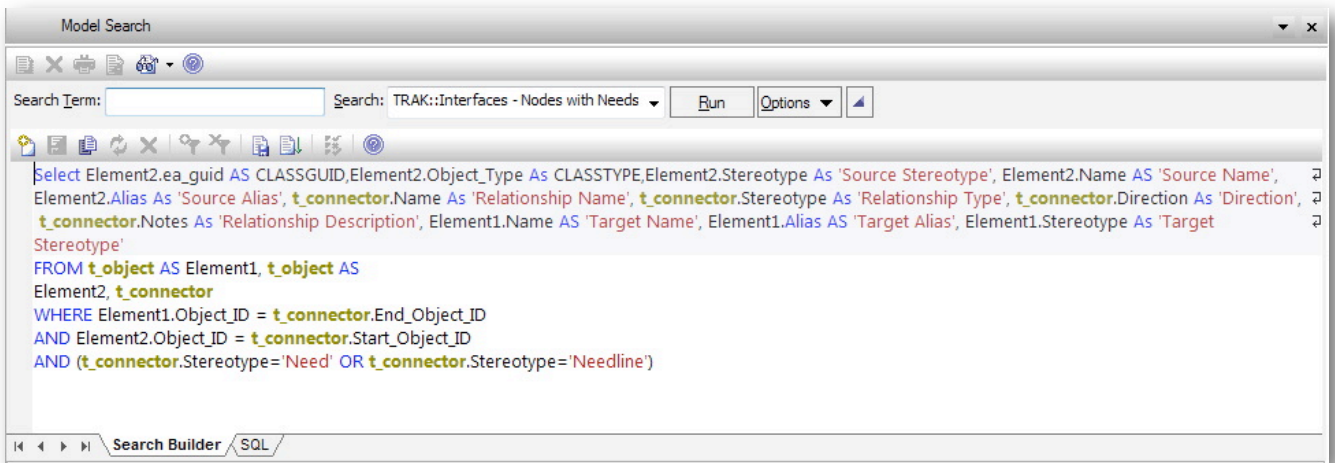 Model Search
Search Term:
Search: TRAK::Interfaces - Nodes with Needs
Run
Options
Select Element2.ea_guid AS CLASSGUID,Element2.Object_Type As CLASSTYPE,Element2.Stereotype As 'Source Stereotype', Element2.Name AS 'Source Name',
Element2.Alias As 'Source Alias', t_connector.Name As 'Relationship Name', t_connector.Stereotype As 'Relationship Type', t_connector.Direction As 'Direction',
t_connector.Notes As 'Relationship Description', Element1.Name AS 'Target Name', Element1.Alias AS 'Target Alias', Element1.Stereotype As 'Target
Stereotype'
FROM t_object AS Element1, t_object AS
Element2, t_connector
WHERE Element1.Object_ID = t_connector.End_Object_ID
AND Element2.Object_ID = t_connector.Start_Object_ID
AND (t_connector.Stereotype='Need' OR t_connector.Stereotype='Needline')
Search Builder
SQL